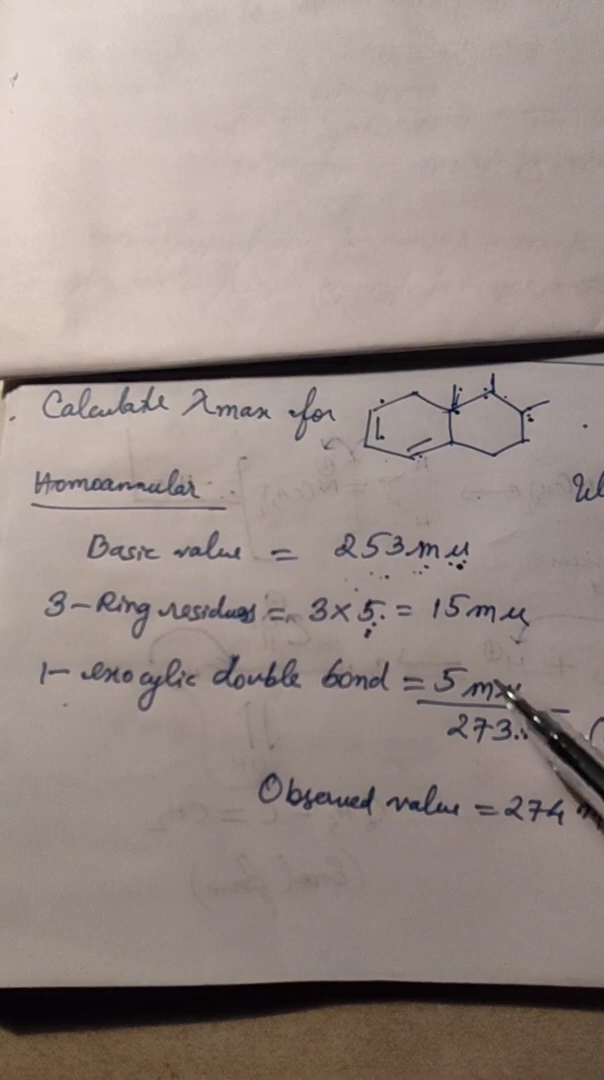 Calculate λmax for
Homoannular
Basic value = 253 mμ
3-Ring residues = 3×5 = 15 mμ
1- exocylic double bond = 5 mμ =
273
Observed value = 274